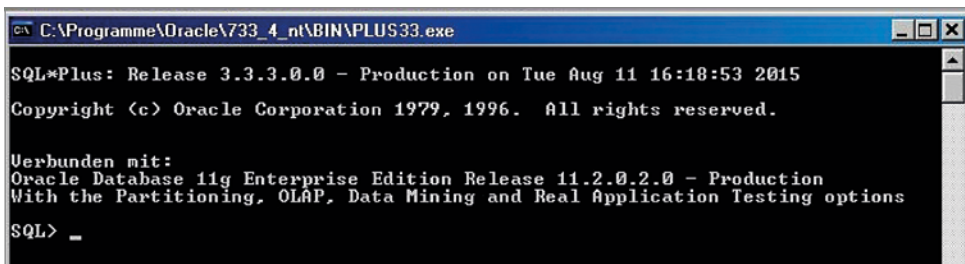 C:\Programme\Oracle\733_4_nt\BIN\PLUS33.exe
SQL*Plus: Release 3.3.3.0.0 - Production on Tue Aug 11 16:18:53 2015
Copyright (c) Oracle Corporation 1979, 1996.  All rights reserved.
Verbunden mit:
Oracle Database 11g Enterprise Edition Release 11.2.0.2.0 - Production
With the Partitioning, OLAP, Data Mining and Real Application Testing options
SQL> _